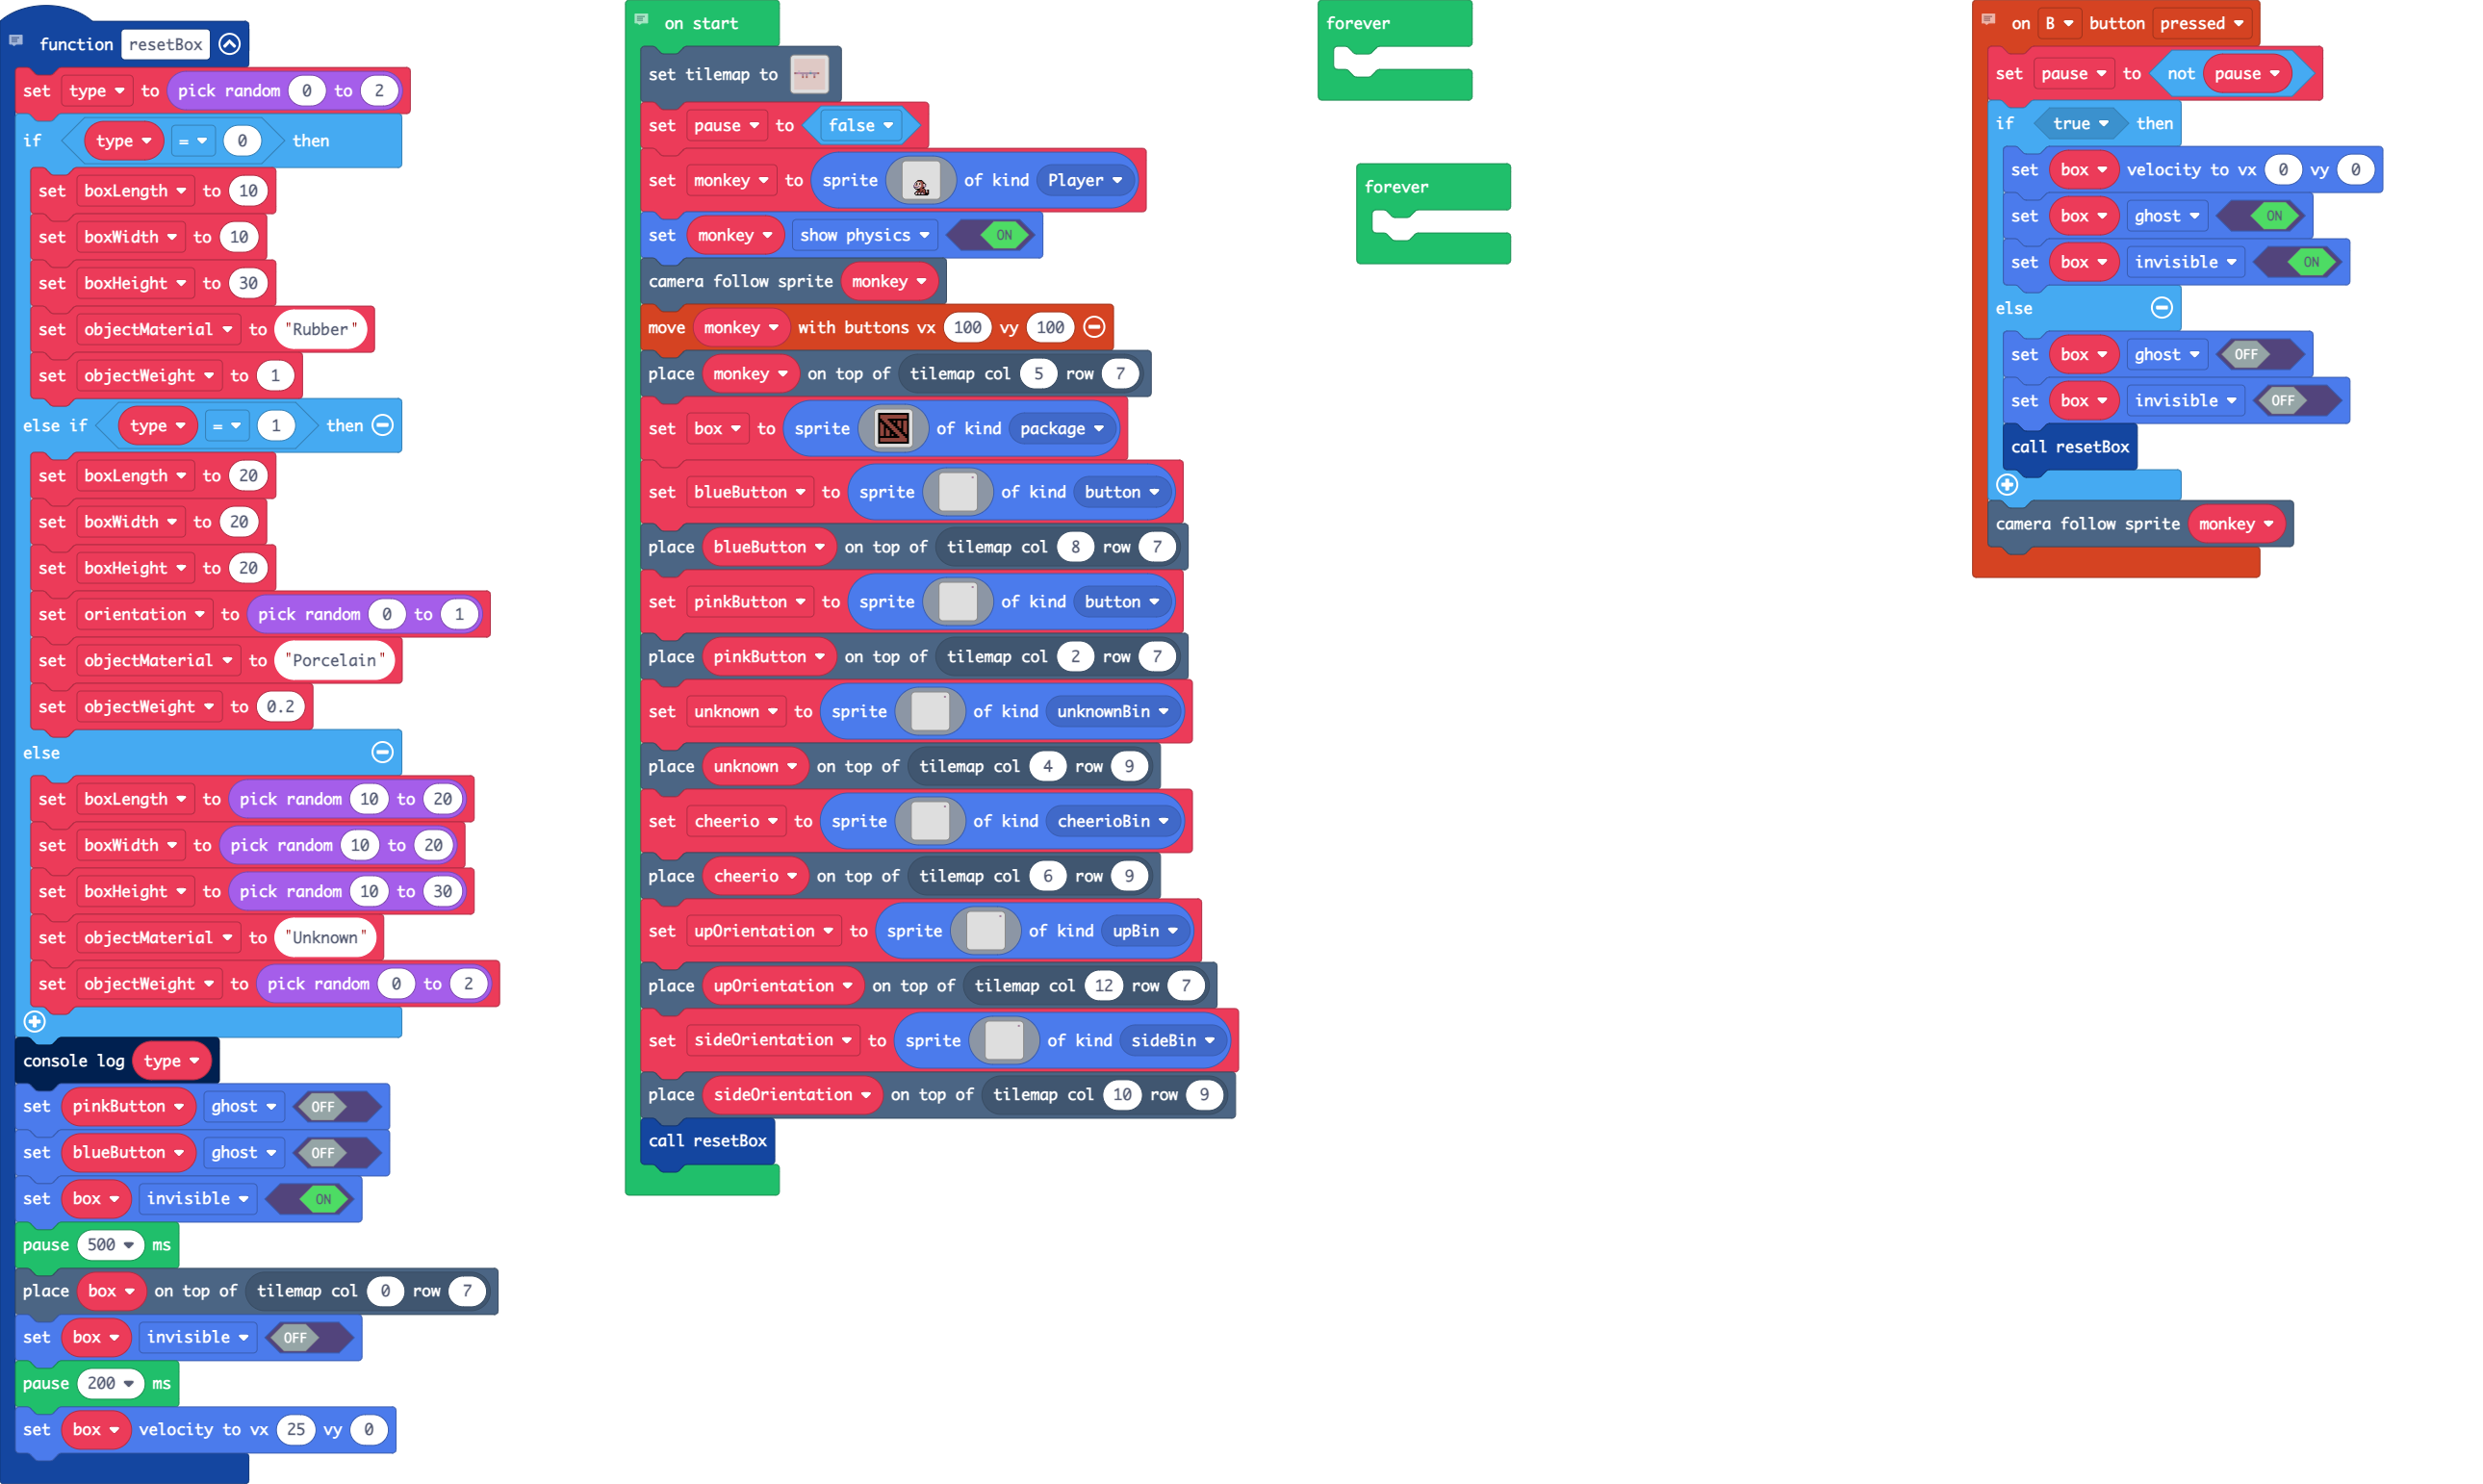 function resetBox
set type to pick random 0 to 2
if type = 0 then
set boxLength to 10
set boxWidth to 10
set boxHeight to 30
set objectMaterial to "Rubber"
set objectWeight to 1
else if type = 1 then
set boxLength to 20
set boxWidth to 20
set boxHeight to 20
set orientation to pick random 0 to 1
set objectMaterial to "Porcelain"
set objectWeight to 0.2
else
set boxLength to pick random 10 to 20
set boxWidth to pick random 10 to 20
set boxHeight to pick random 10 to 30
set objectMaterial to "Unknown"
set objectWeight to pick random 0 to 2
console log type
set pinkButton ghost OFF
set blueButton ghost OFF
set box invisible ON
pause 500 ms
place box on top of tilemap col 0 row 7
set box invisible OFF
pause 200 ms
set box velocity to vx 25 vy 0
on start
set tilemap to
set pause to false
set monkey to sprite of kind Player
set monkey show physics ON
camera follow sprite monkey
move monkey with buttons vx 100 vy 100
place monkey on top of tilemap col 5 row 7
set box to sprite of kind package
set blueButton to sprite of kind button
place blueButton on top of tilemap col 8 row 7
set pinkButton to sprite of kind button
place pinkButton on top of tilemap col 2 row 7
set unknown to sprite of kind unknownBin
place unknown on top of tilemap col 4 row 9
set cheerio to sprite of kind cheerioBin
place cheerio on top of tilemap col 6 row 9
set upOrientation to sprite of kind upBin
place upOrientation on top of tilemap col 12 row 7
set sideOrientation to sprite of kind sideBin
place sideOrientation on top of tilemap col 10 row 9
call resetBox
forever
forever
on B button pressed
set pause to not pause
if true then
set box velocity to vx 0 vy 0
set box ghost ON
set box invisible ON
else
set box ghost OFF
set box invisible OFF
call resetBox
camera follow sprite monkey